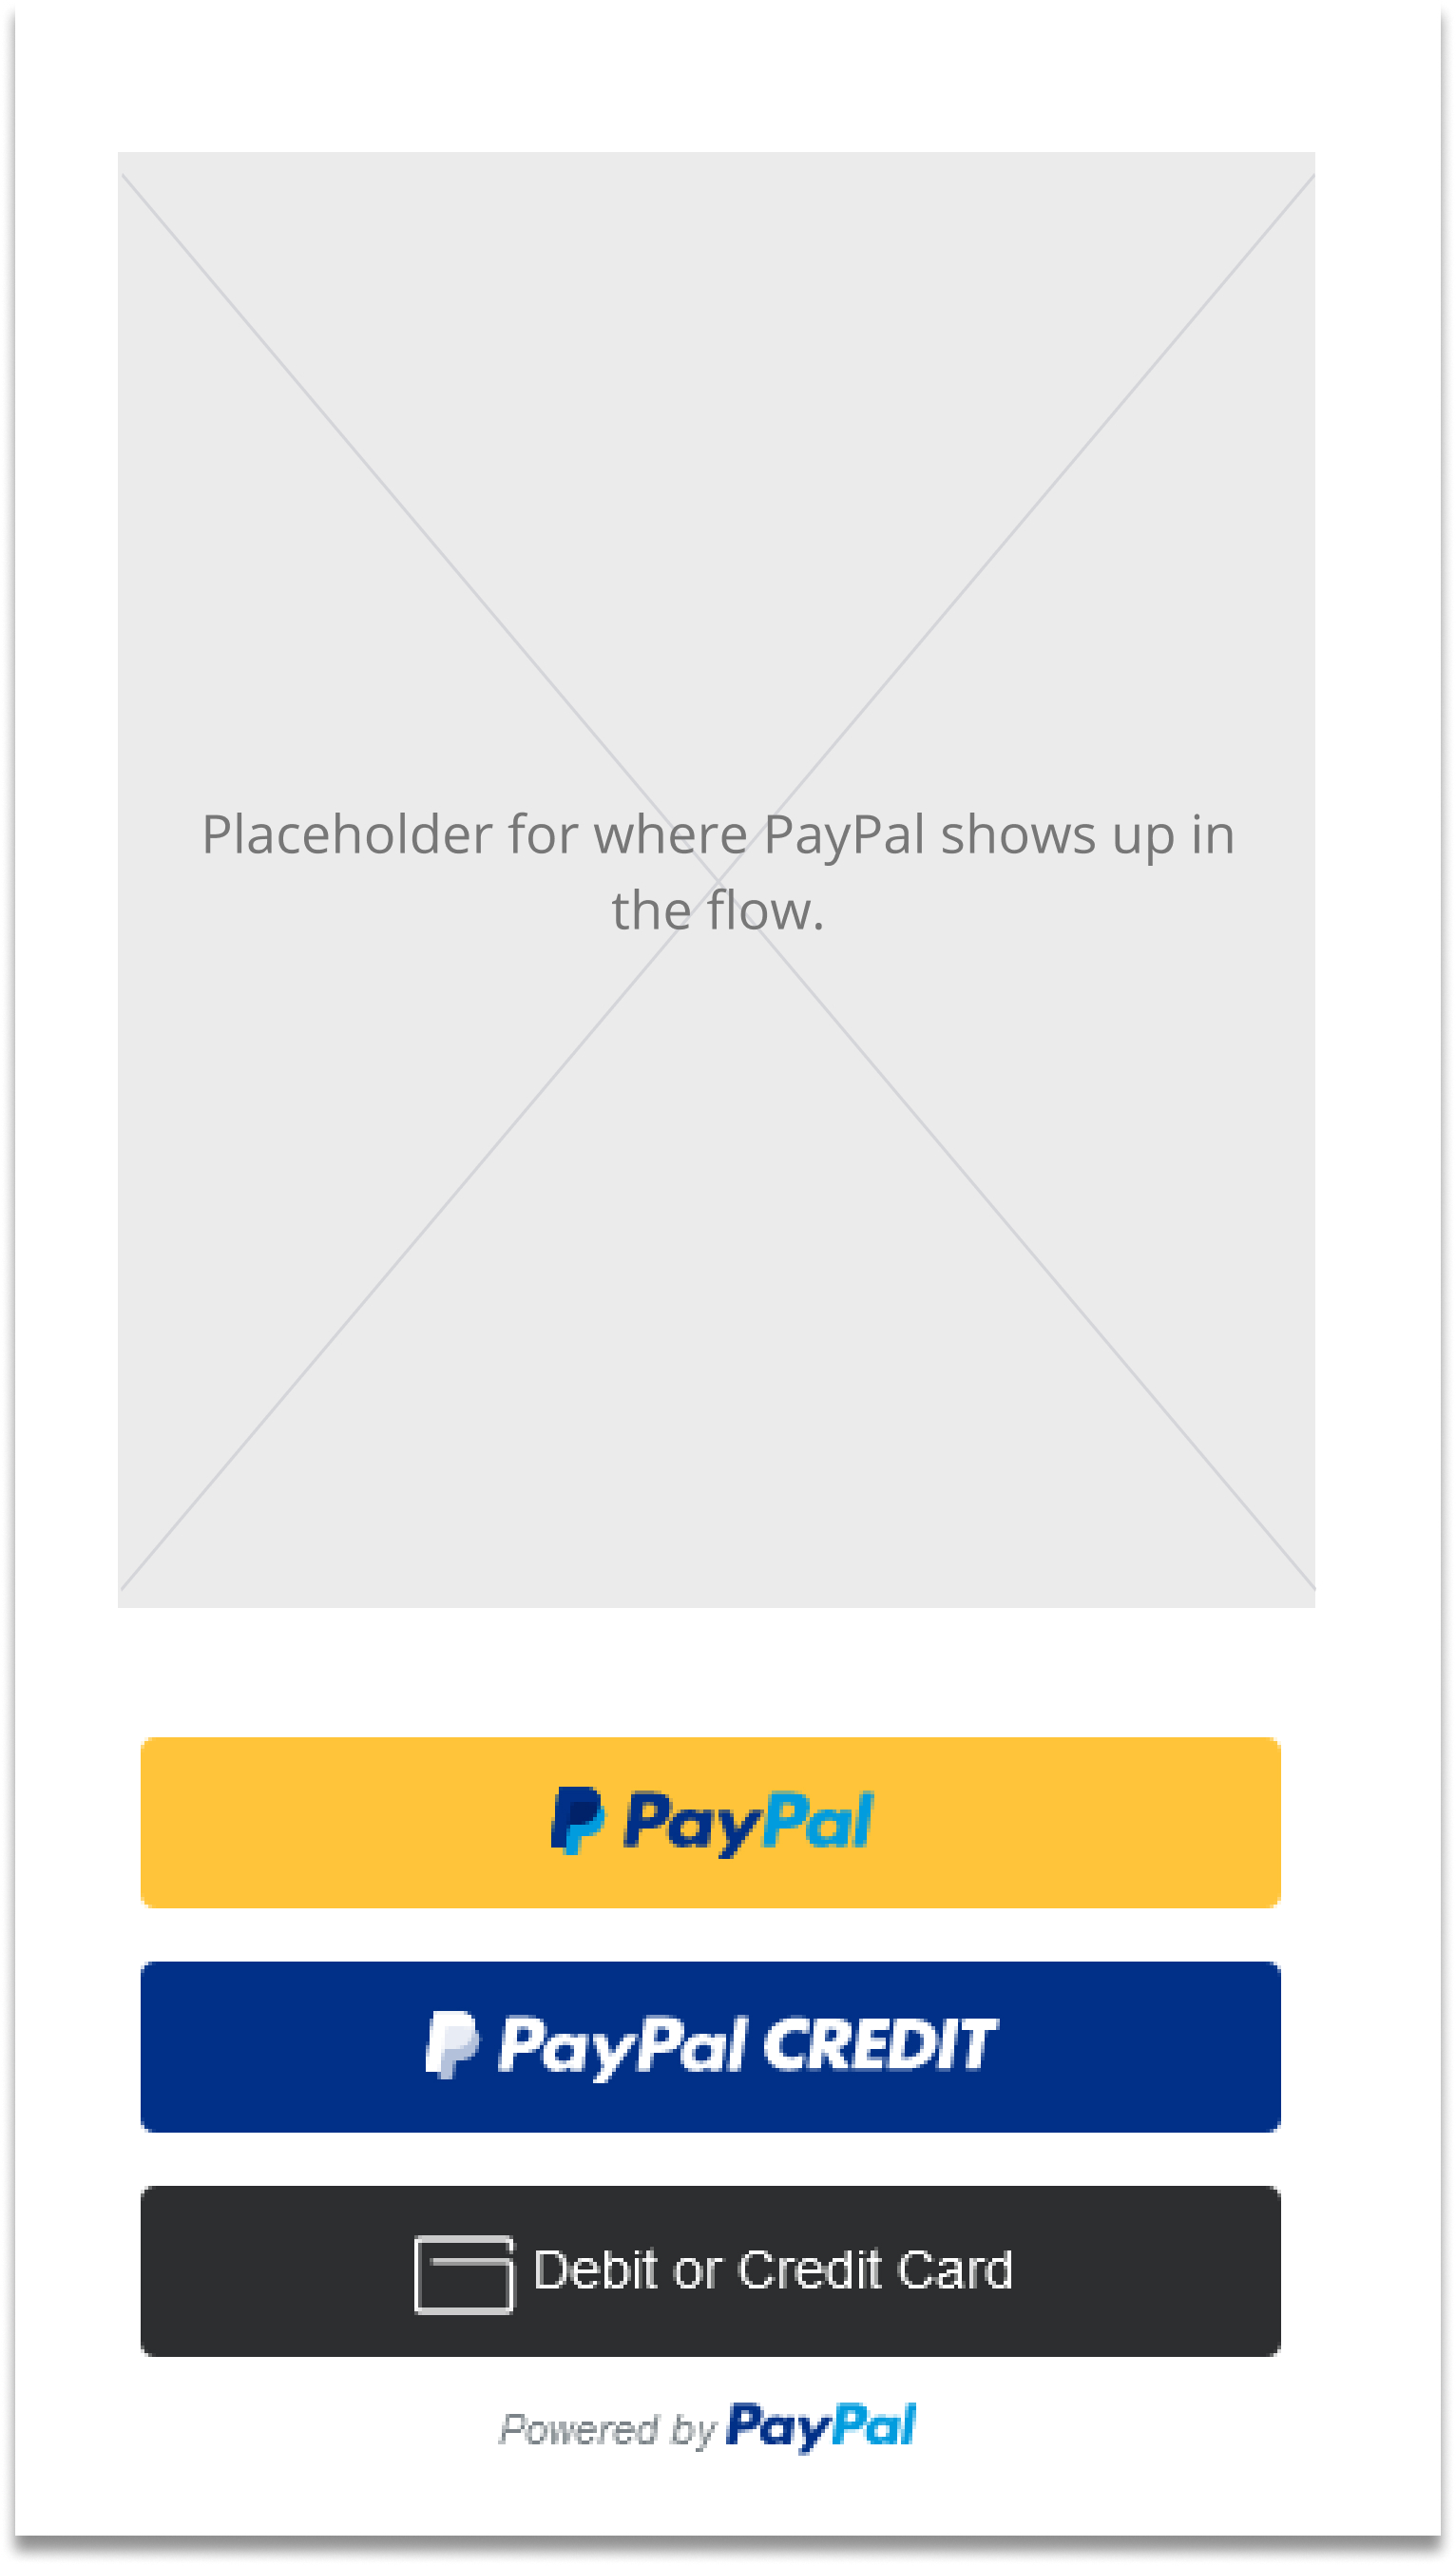 Placeholder for where PayPal shows up in
the flow.
PayPal
PayPal CREDIT
Debit or Credit Card
Powered by PayPal